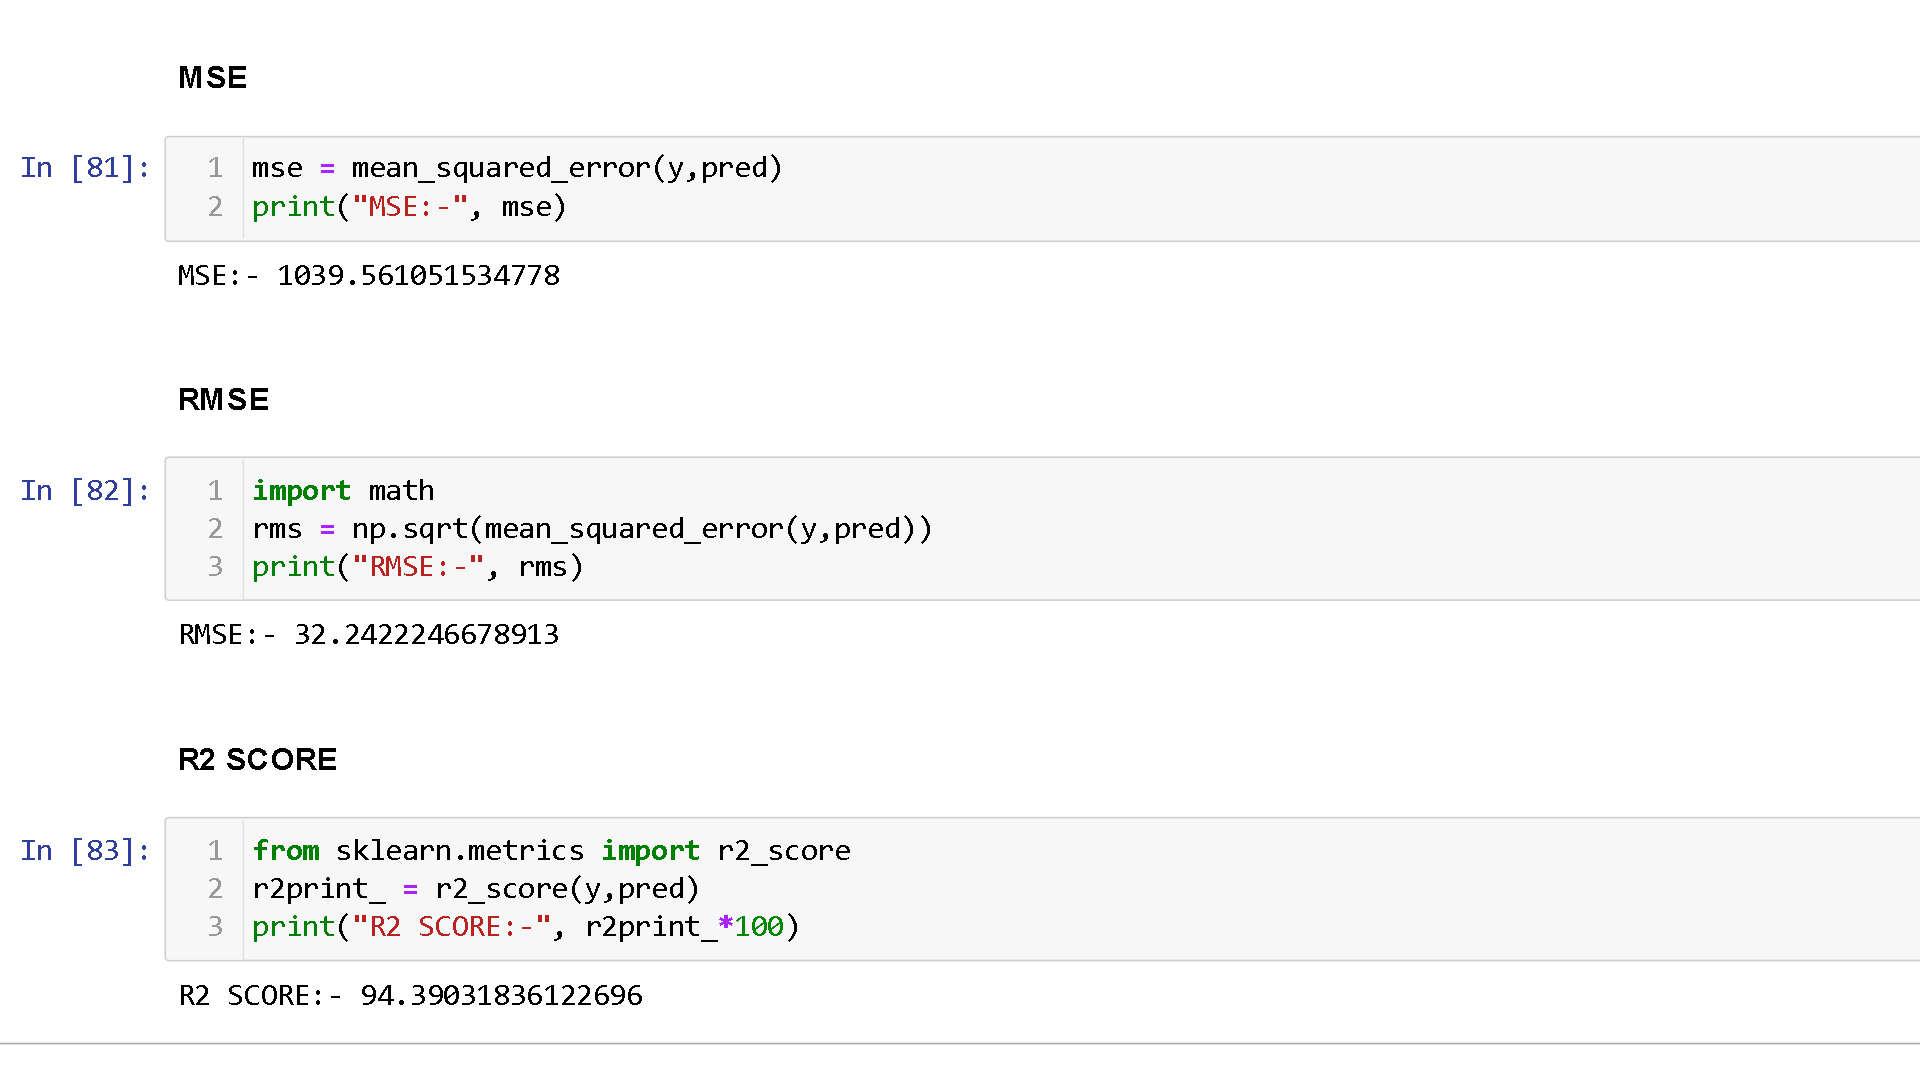 MSE
In [81]:
1 mse = mean_squared_error(y,pred)
2 print("MSE:-", mse)
MSE:- 1039.561051534778
RMSE
In [82]:
1 import math
2 rms = np.sqrt(mean_squared_error(y,pred))
3 print("RMSE:-", rms)
RMSE:- 32.2422246678913
R2 SCORE
In [83]:
1 from sklearn.metrics import r2_score
2 r2print_ = r2_score(y,pred)
3 print("R2 SCORE:-", r2print_*100)
R2 SCORE:- 94.39031836122696